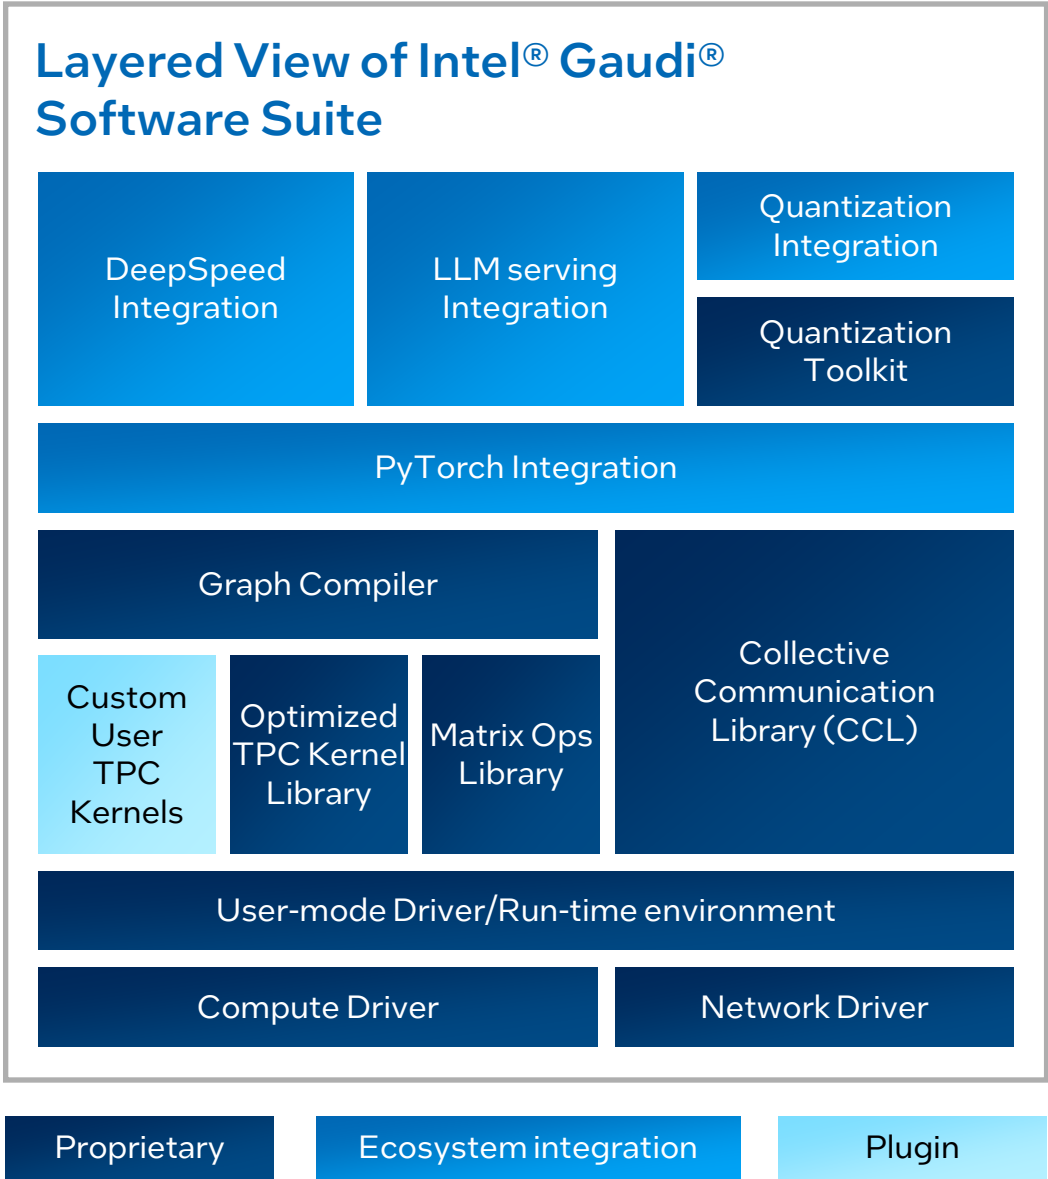 Layered View of Intel® Gaudi®
Software Suite
DeepSpeed
Integration
LLM serving
Integration
Quantization
Integration
Quantization
Toolkit
PyTorch Integration
Graph Compiler
Custom
User
TPC
Kernels
Optimized
TPC Kernel
Library
Matrix Ops
Library
Collective
Communication
Library (CCL)
User-mode Driver/Run-time environment
Compute Driver
Network Driver
Proprietary
Ecosystem integration
Plugin